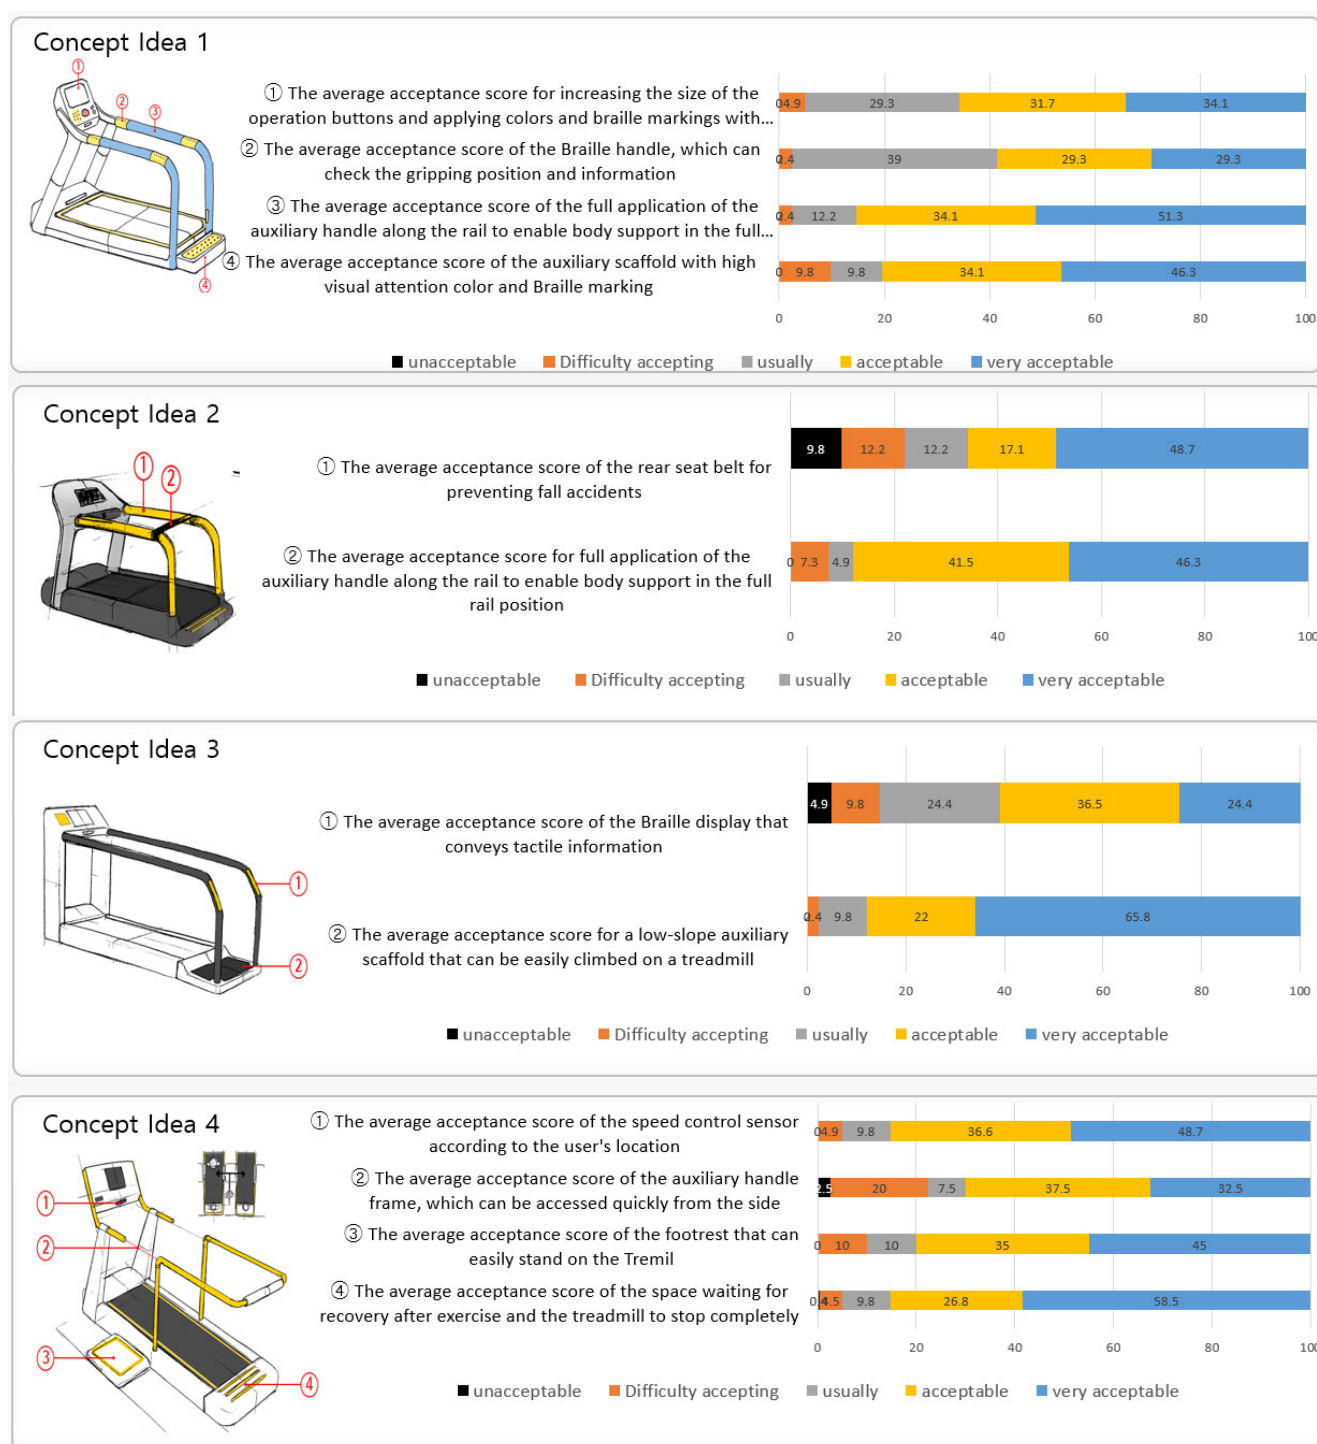 Concept Idea 1
①
②
③
④
① The average acceptance score for increasing the size of the
operation buttons and applying colors and braille markings with...
② The average acceptance score of the Braille handle, which can
check the gripping position and information
③ The average acceptance score of the full application of the
auxiliary handle along the rail to enable body support in the full...
④ The average acceptance score of the auxiliary scaffold with high
visual attention color and Braille marking
0 4.9 29.3 31.7 34.1
2.4 39 29.3 29.3
2.4 12.2 34.1 51.3
0 9.8 9.8 34.1 46.3
0 20 40 60 80 100
unacceptable Difficulty accepting usually acceptable very acceptable
Concept Idea 2
①
②
① The average acceptance score of the rear seat belt for
preventing fall accidents
② The average acceptance score for full application of the
auxiliary handle along the rail to enable body support in the full
rail position
9.8 12.2 12.2 17.1 48.7
0 7.3 4.9 41.5 46.3
0 20 40 60 80 100
unacceptable Difficulty accepting usually acceptable very acceptable
Concept Idea 3
①
②
① The average acceptance score of the Braille display that
conveys tactile information
② The average acceptance score for a low-slope auxiliary
scaffold that can be easily climbed on a treadmill
4.9 9.8 24.4 36.5 24.4
2.4 9.8 22 65.8
0 20 40 60 80 100
unacceptable Difficulty accepting usually acceptable very acceptable
Concept Idea 4
①
②
③
④
① The average acceptance score of the speed control sensor
according to the user's location
② The average acceptance score of the auxiliary handle
frame, which can be accessed quickly from the side
③ The average acceptance score of the footrest that can
easily stand on the Tremil
④ The average acceptance score of the space waiting for
recovery after exercise and the treadmill to stop completely
0 4.9 9.8 36.6 48.7
2.5 20 7.5 37.5 32.5
0 10 10 35 45
9.8 26.8 58.5
0 20 40 60 80 100
unacceptable Difficulty accepting usually acceptable very acceptable